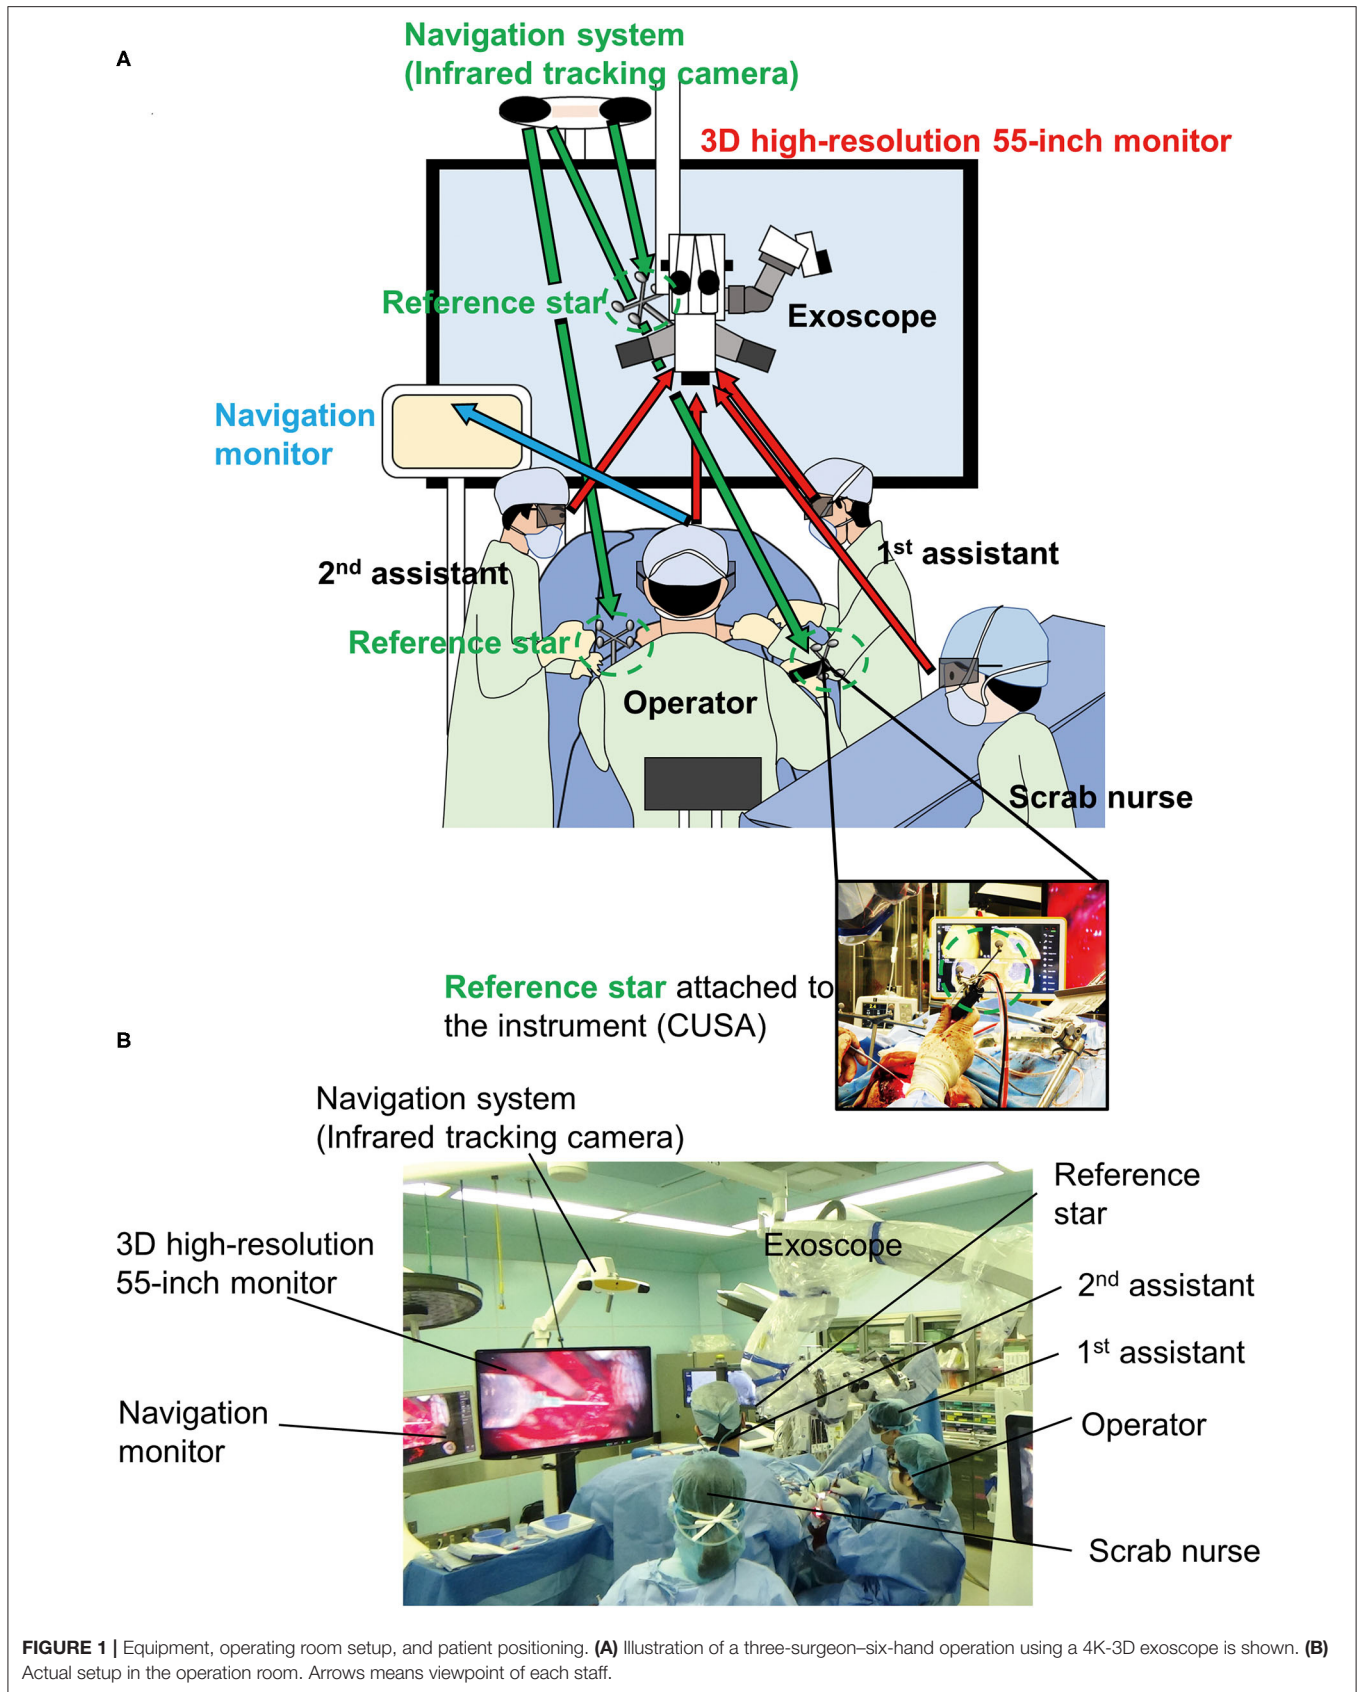 A
Navigation system
(Infrared tracking camera)
3D high-resolution 55-inch monitor
Reference star
Exoscope
Navigation
monitor
1st assistant
2nd assistant
Reference star
Operator
Scrab nurse
Reference star attached to
the instrument (CUSA)
B
Navigation system
(Infrared tracking camera)
Reference
star
3D high-resolution
55-inch monitor
Exoscope
2nd assistant
1st assistant
Navigation
monitor
Operator
Scrab nurse
FIGURE 1 | Equipment, operating room setup, and patient positioning. (A) Illustration of a three-surgeon–six-hand operation using a 4K-3D exoscope is shown. (B)
Actual setup in the operation room. Arrows means viewpoint of each staff.